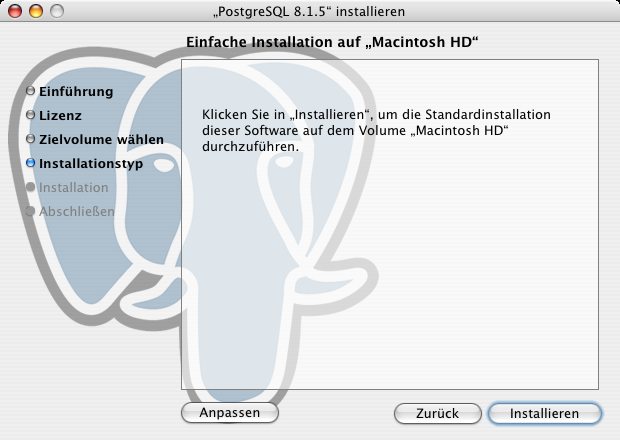 „PostgreSQL 8.1.5“ installieren
Einfache Installation auf „Macintosh HD“
Einführung
Lizenz
Zielvolume wählen
Installationstyp
Installation
Abschließen
Klicken Sie in „Installieren“, um die Standardinstallation
dieser Software auf dem Volume „Macintosh HD“
durchzuführen.
Anpassen
Zurück
Installieren